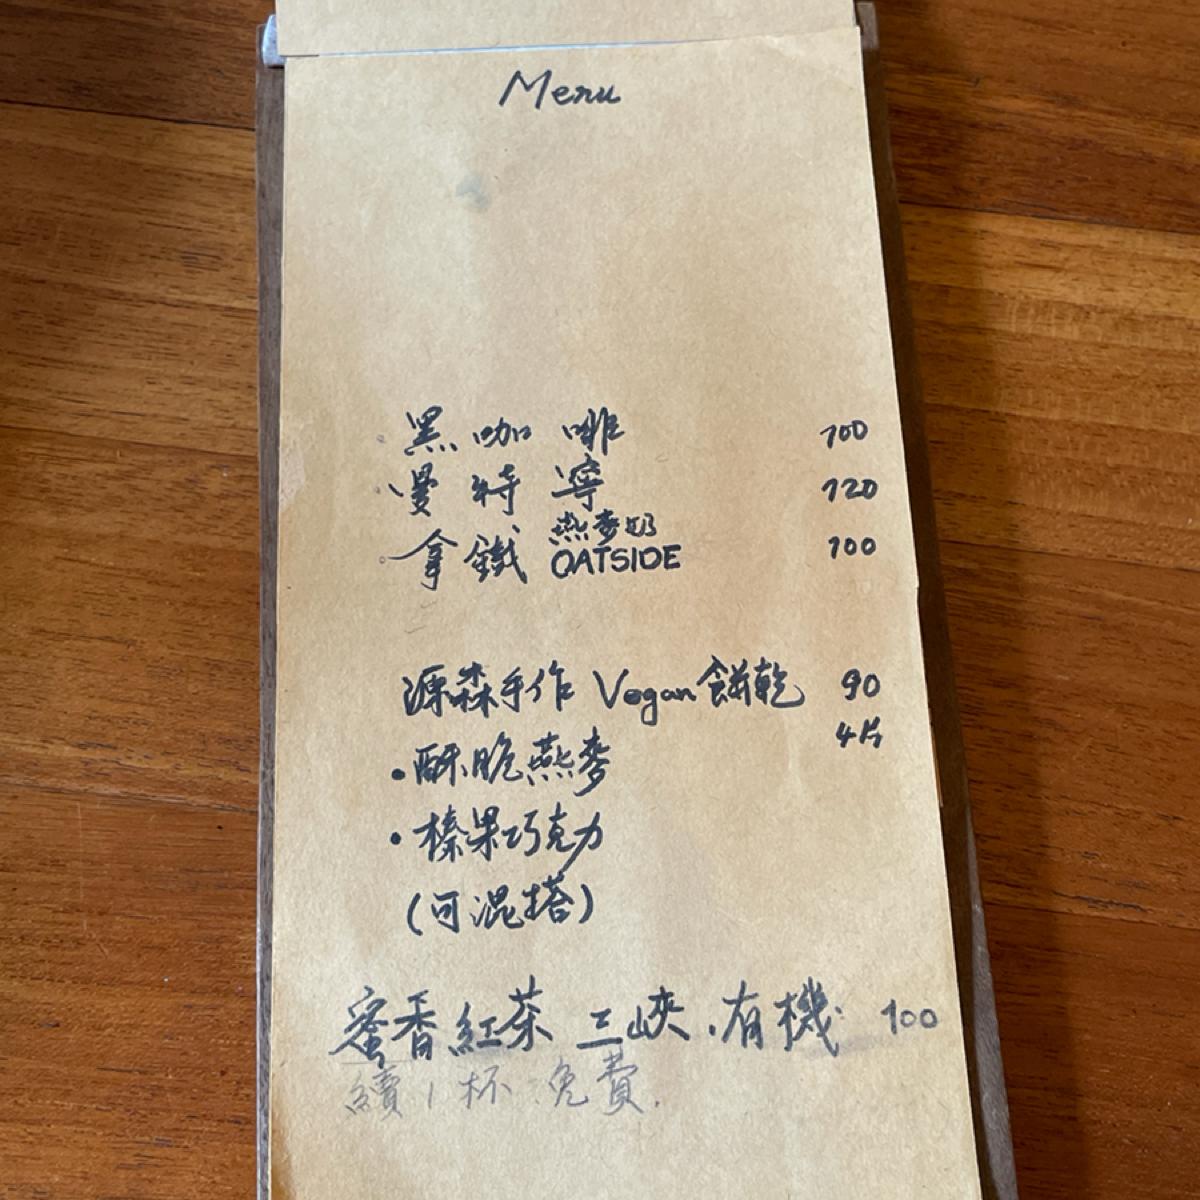 Menu
黑咖啡 100
曼特寧 120
拿鐵 燕麥奶 OATSIDE 100
源森手作 Vegan餅乾 90
4片
·酥脆燕麥
·榛果巧克力
(可混搭)
蜜香紅茶 三峽.有機 100
續1杯免費.